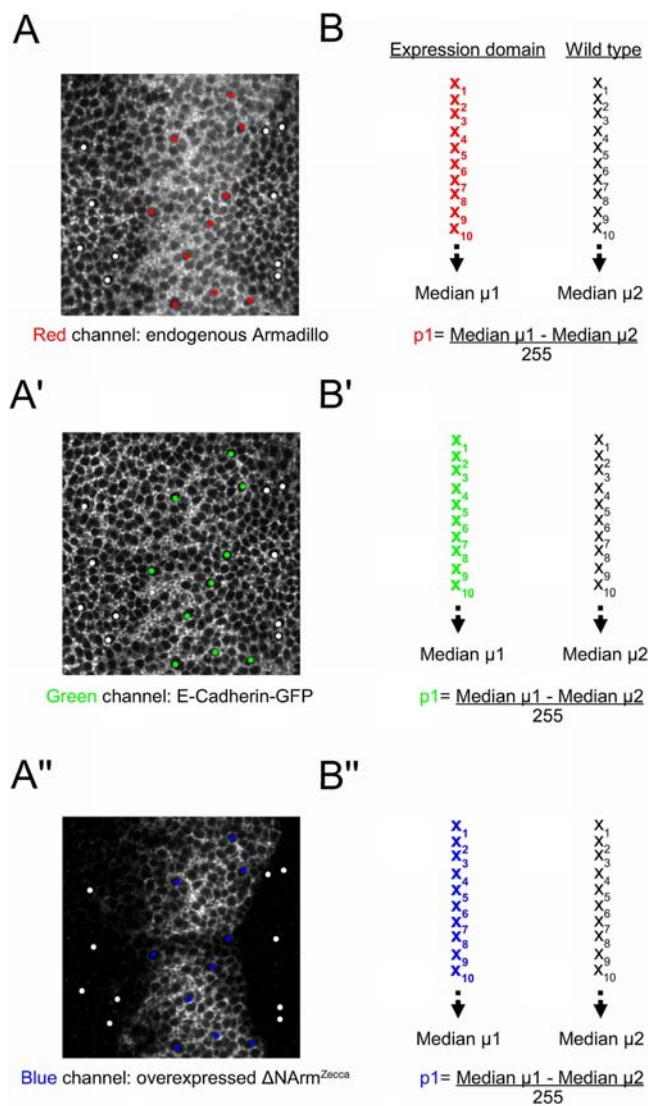 A
B
Expression domain
Wild type
X1
X2
X3
X4
X5
X6
X7
X8
X9
X10
X1
X2
X3
X4
X5
X6
X7
X8
X9
X10
Median µ1
Median µ2
Red channel: endogenous Armadillo
p1= Median µ1 - Median µ2
255
A'
B'
X1
X2
X3
X4
X5
X6
X7
X8
X9
X10
X1
X2
X3
X4
X5
X6
X7
X8
X9
X10
Median µ1
Median µ2
Green channel: E-Cadherin-GFP
p1= Median µ1 - Median µ2
255
A"
B"
X1
X2
X3
X4
X5
X6
X7
X8
X9
X10
X1
X2
X3
X4
X5
X6
X7
X8
X9
X10
Median µ1
Median µ2
Blue channel: overexpressed ΔNArmZecca
p1= Median µ1 - Median µ2
255